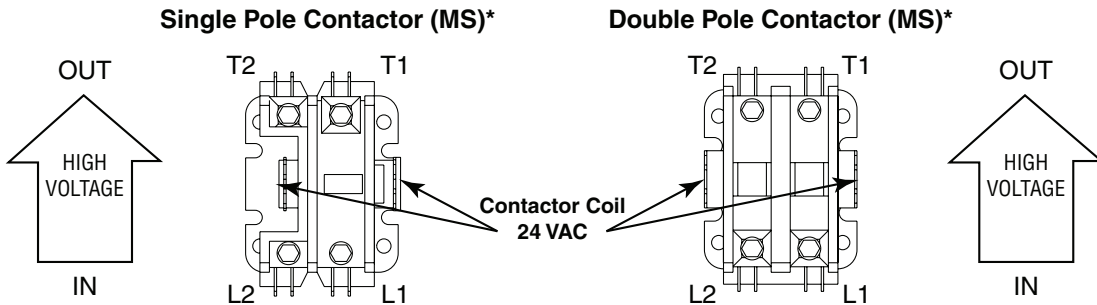 Single Pole Contactor (MS)*
Double Pole Contactor (MS)*
T2
T1
T2
T1
OUT
OUT
HIGH
VOLTAGE
HIGH
VOLTAGE
Contactor Coil
24 VAC
IN
IN
L2
L1
L2
L1